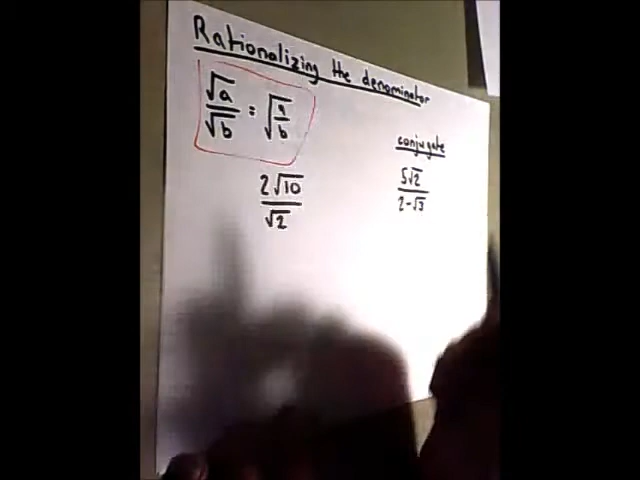 Rationalizing the denominator
√a/√b = √(a/b)
conjugate
2√10/√2
5√2/(2-√3)